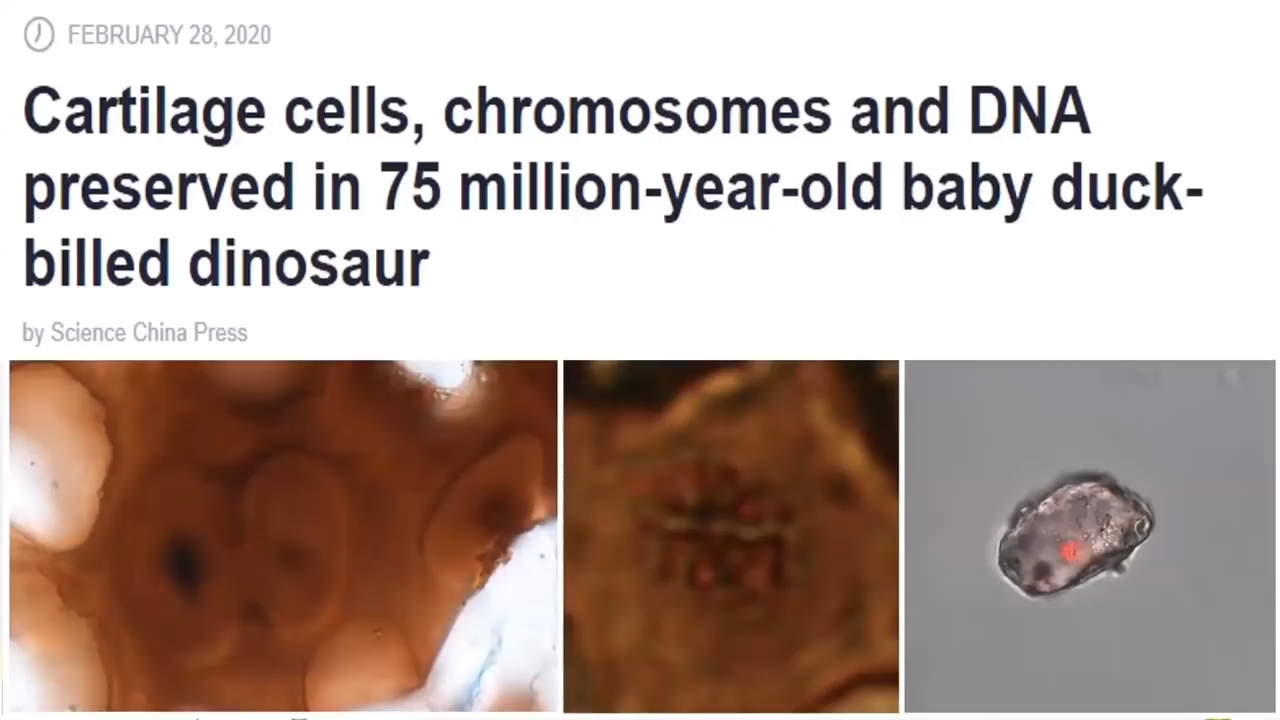 FEBRUARY 28, 2020
Cartilage cells, chromosomes and DNA
preserved in 75 million-year-old baby duck-
billed dinosaur
by Science China Press